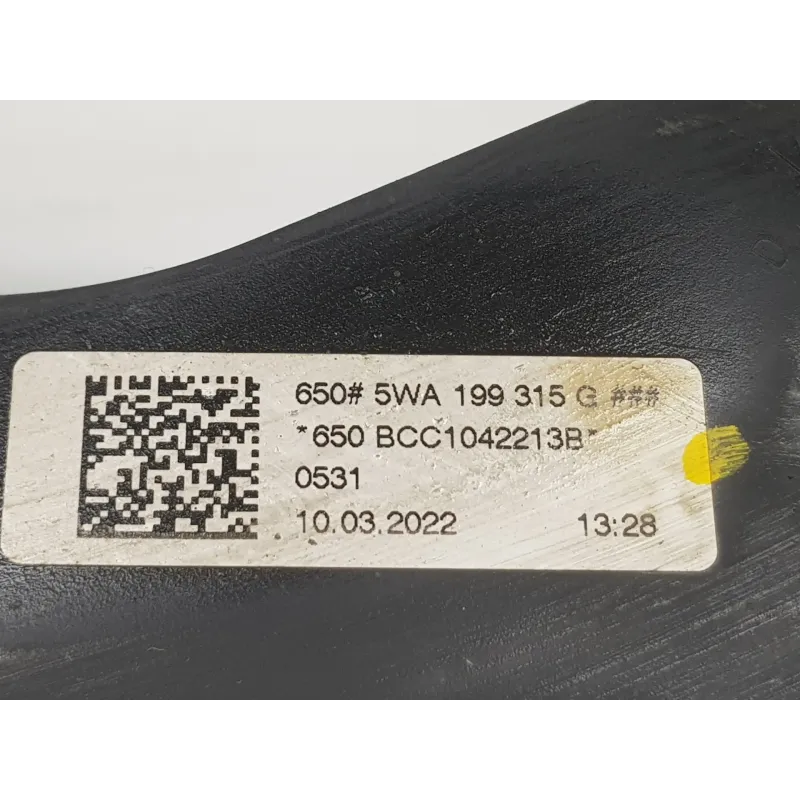 650# 5WA 199 315 G ###
*650 BCC1042213B*
0531
10.03.2022 13:28